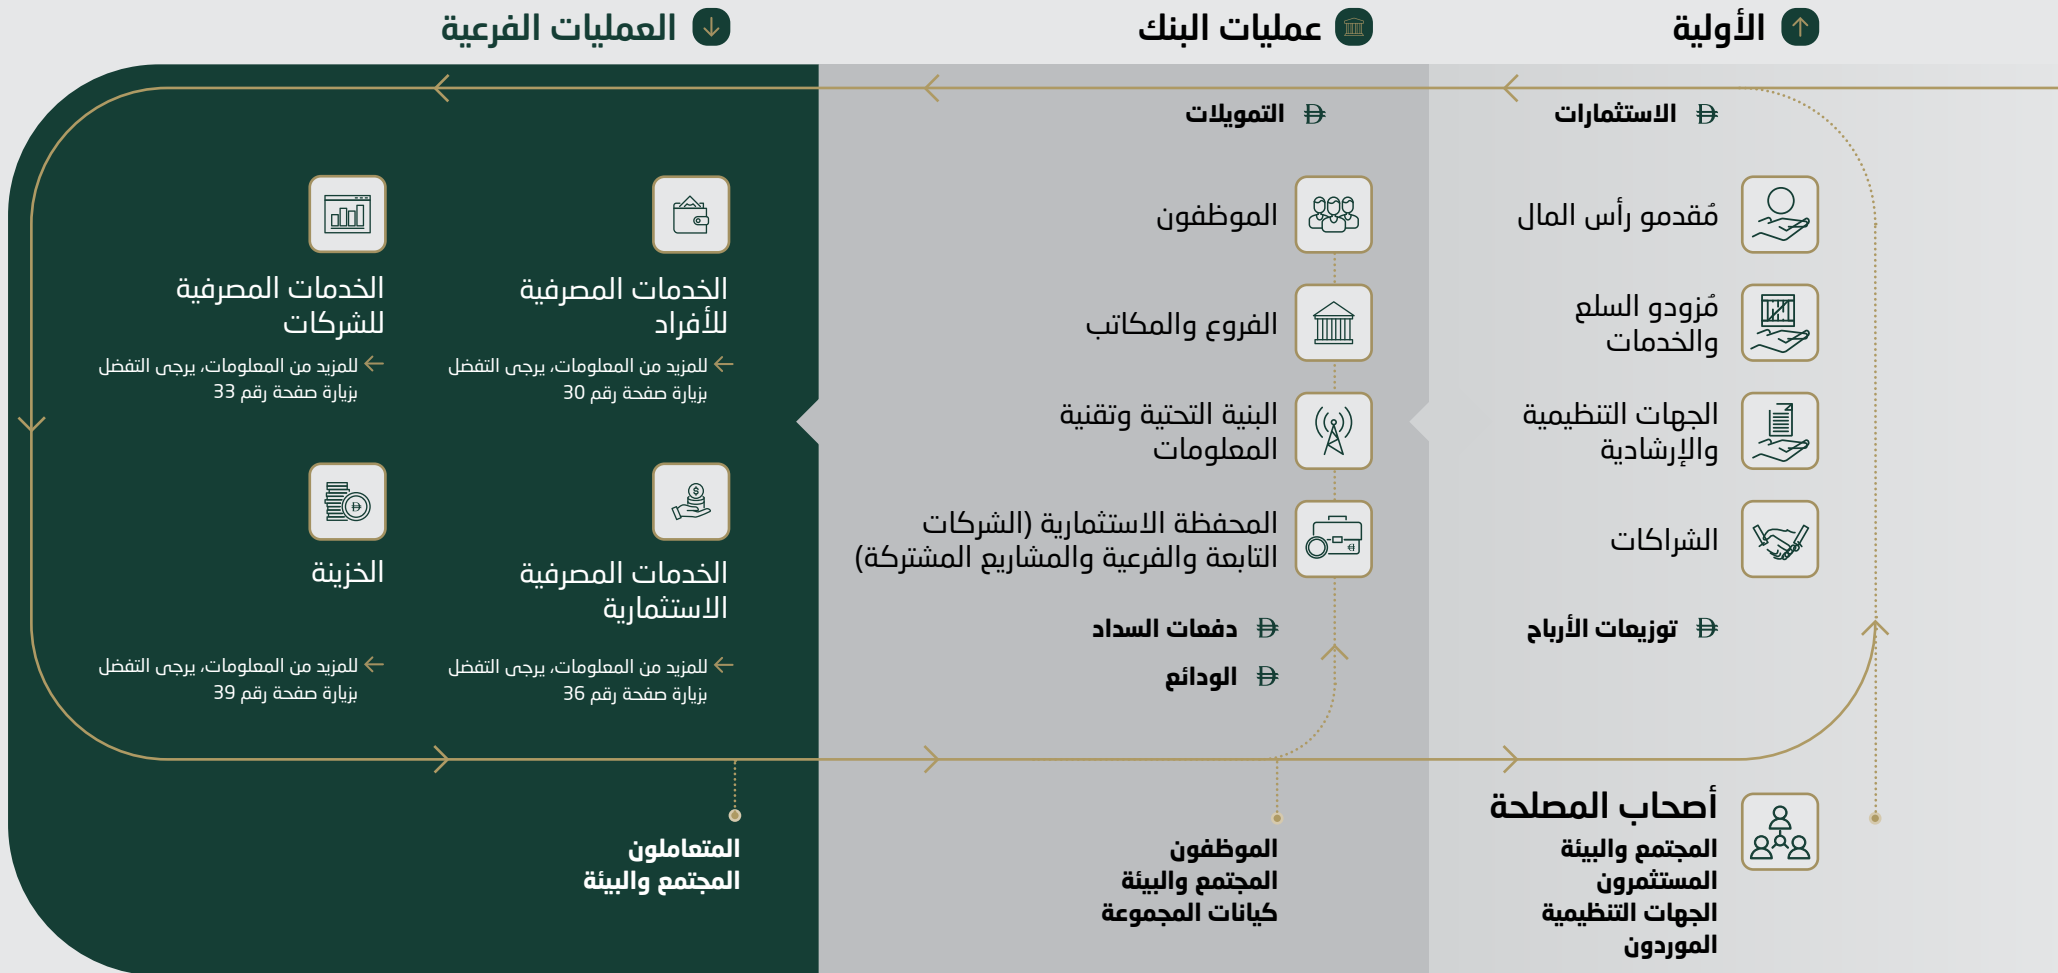 الأولية
الاستثمارات
مُقدمو رأس المال
مُزودو السلع
والخدمات
الجهات التنظيمية
والإرشادية
الشراكات
توزيعات الأرباح
أصحاب المصلحة
المجتمع والبيئة
المستثمرون
الجهات التنظيمية
الموردون
عمليات البنك
التمويلات
الموظفون
الفروع والمكاتب
البنية التحتية وتقنية
المعلومات
المحفظة الاستثمارية (الشركات
التابعة والفرعية والمشاريع المشتركة)
دفعات السداد
الودائع
الموظفون
المجتمع والبيئة
كيانات المجموعة
العمليات الفرعية
الخدمات المصرفية
للأفراد
للمزيد من المعلومات، يرجى التفضل
بزيارة صفحة رقم 30
الخدمات المصرفية
للشركات
للمزيد من المعلومات، يرجى التفضل
بزيارة صفحة رقم 33
الخدمات المصرفية
الاستثمارية
للمزيد من المعلومات، يرجى التفضل
بزيارة صفحة رقم 36
الخزينة
للمزيد من المعلومات، يرجى التفضل
بزيارة صفحة رقم 39
المتعاملون
المجتمع والبيئة